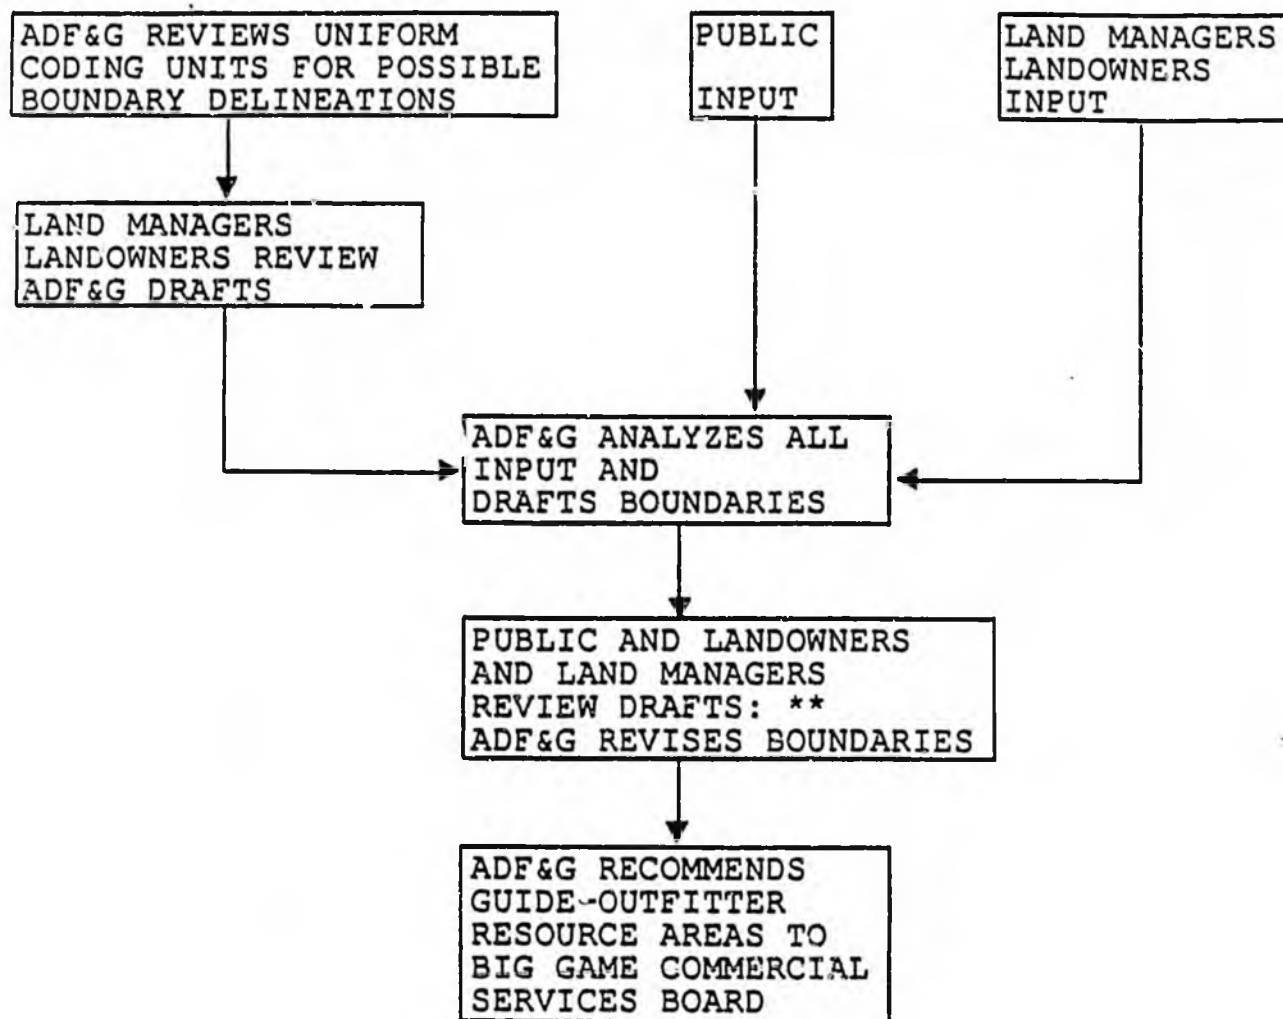 ADF&G REVIEWS UNIFORM
CODING UNITS FOR POSSIBLE
BOUNDARY DELINEATIONS
PUBLIC
INPUT
LAND MANAGERS
LANDOWNERS
INPUT
LAND MANAGERS
LANDOWNERS REVIEW
ADF&G DRAFTS
ADF&G ANALYZES ALL
INPUT AND
DRAFTS BOUNDARIES
PUBLIC AND LANDOWNERS
AND LAND MANAGERS
REVIEW DRAFTS: **
ADF&G REVISES BOUNDARIES
ADF&G RECOMMENDS
GUIDE-OUTFITTER
RESOURCE AREAS TO
BIG GAME COMMERCIAL
SERVICES BOARD